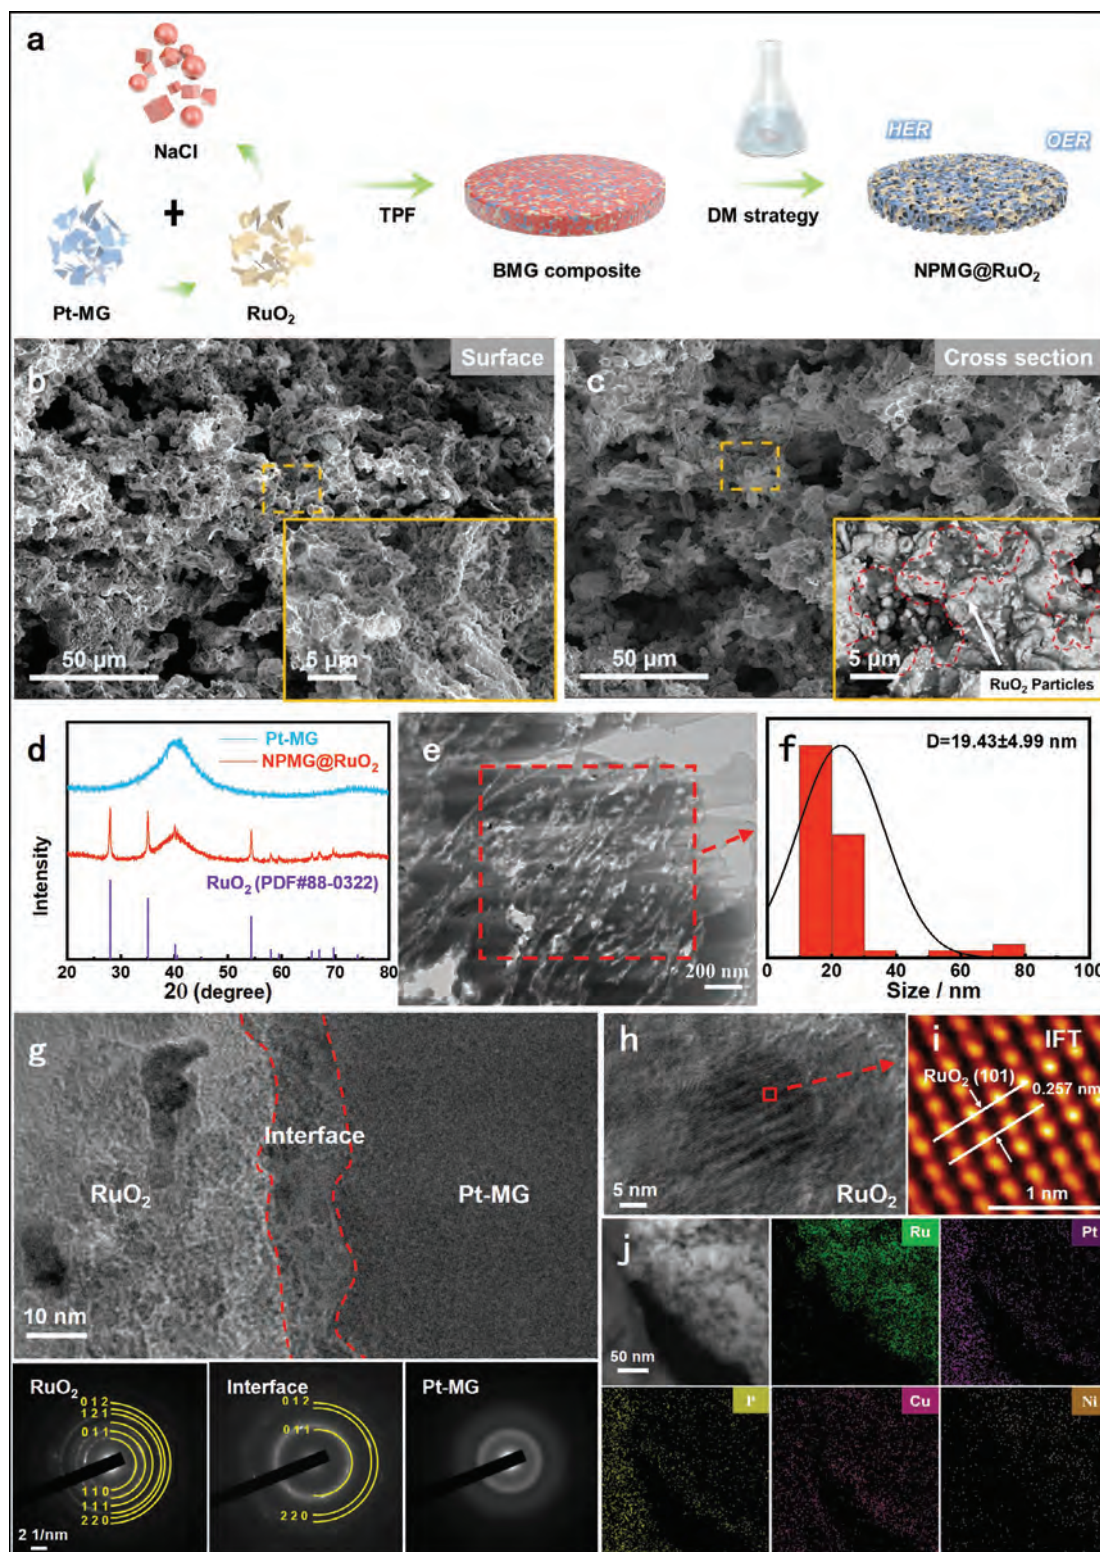 a
NaCl
Pt-MG
RuO₂
TPF
BMG composite
DM strategy
HER
OER
NPMG@RuO₂
b
Surface
50 μm
5 μm
c
Cross section
50 μm
5 μm
RuO₂ Particles
d
Pt-MG
NPMG@RuO₂
RuO₂ (PDF#88-0322)
Intensity
20 30 40 50 60 70 80
2θ (degree)
e
200 nm
f
D=19.43±4.99 nm
0 20 40 60 80 100
Size / nm
g
RuO₂
Interface
Pt-MG
10 nm
h
5 nm
RuO₂
i
IFT
RuO₂ (101)
0.257 nm
1 nm
RuO₂
0 1 2
1 2 1
0 1 1
1 1 0
1 1 1
2 2 0
2 1/nm
Interface
0 1 2
0 1 1
2 2 0
Pt-MG
j
50 nm
Ru
Pt
P
Cu
Ni